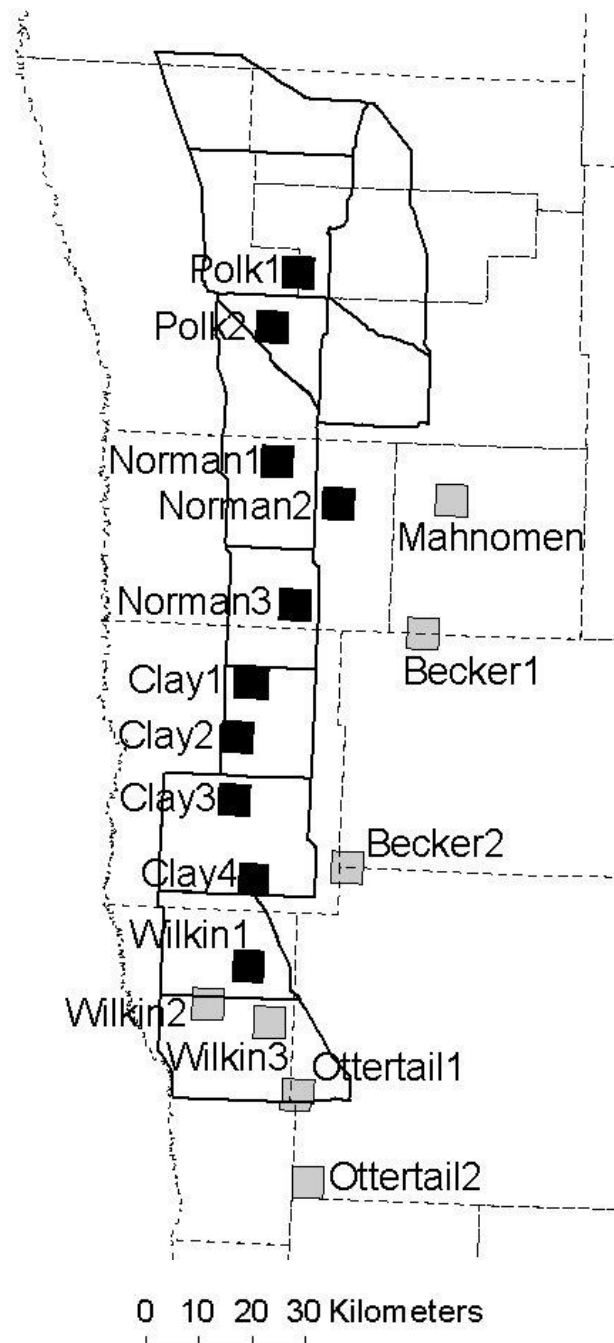 Polk1
Polk2
Norman1
Norman2
Mahnomen
Norman3
Becker1
Clay1
Clay2
Clay3
Becker2
Clay4
Wilkin1
Wilkin2
Wilkin3
Ottertail1
Ottertail2
0 10 20 30 Kilometers